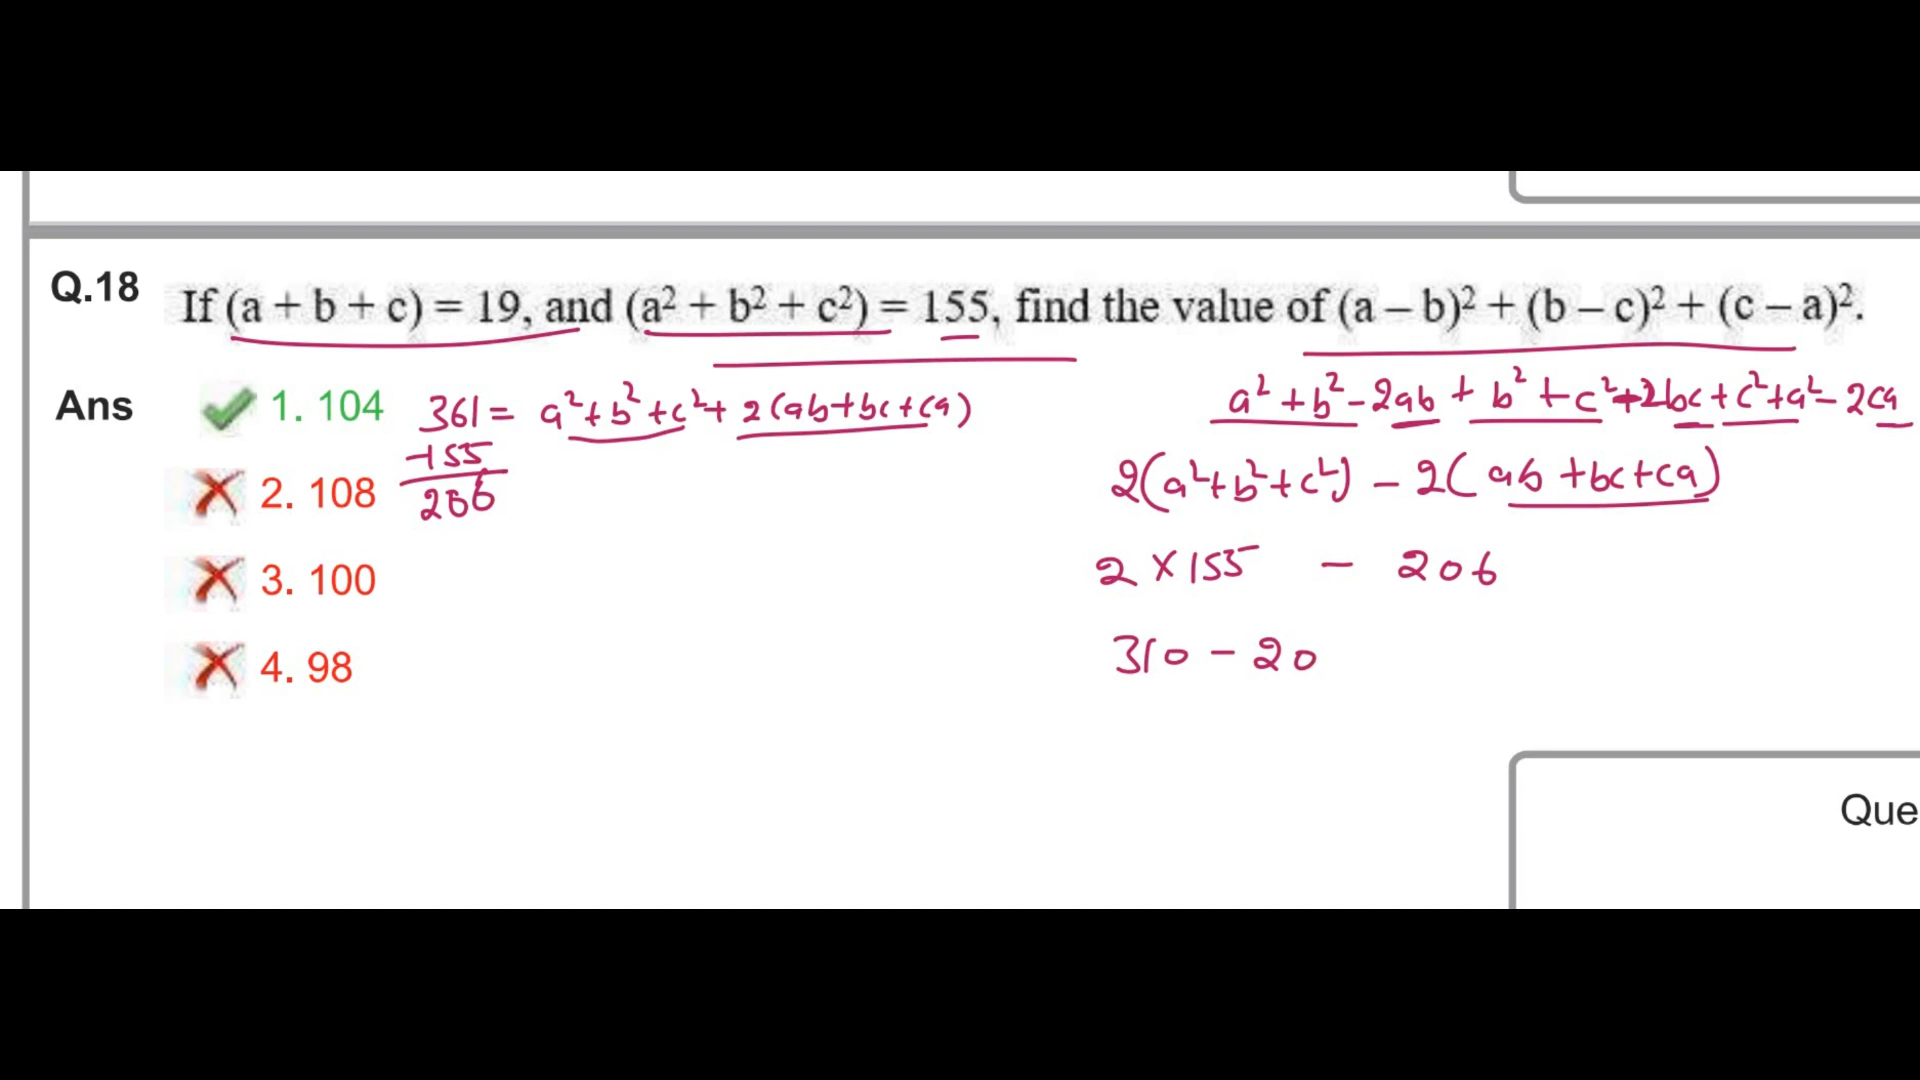 Q.18 If (a + b + c) = 19, and (a² + b² + c²) = 155, find the value of (a – b)² + (b – c)² + (c – a)².
Ans 1. 104
361 = a²+b²+c²+ 2(ab+bc+ca)
a²+b²-2ab + b²+c²+2bc+c²+a²-2ca
-155
2. 108
206
2(a²+b²+c²) - 2(ab+bc+ca)
3. 100
2 × 155 - 206
4. 98
310 - 20
Que